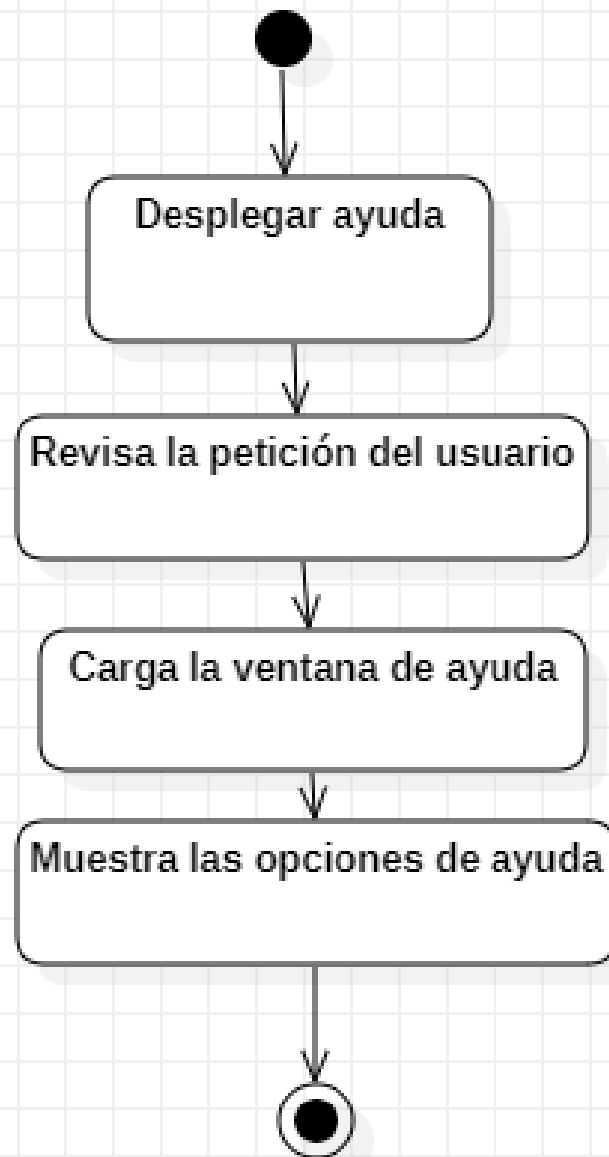 Desplegar ayuda
Revisa la petición del usuario
Carga la ventana de ayuda
Muestra las opciones de ayuda